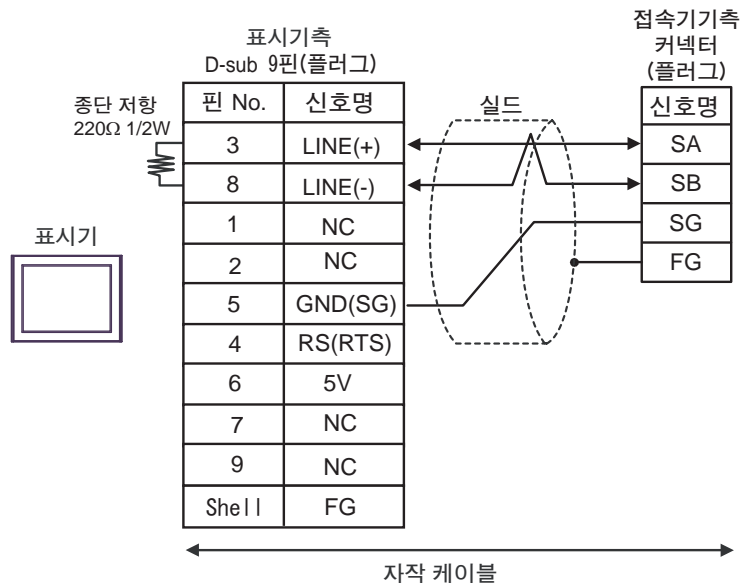 접속기기측
커넥터
(플러그)
표시기측
D-sub 9핀(플러그)
종단 저항
220Ω 1/2W
핀 No. 신호명
실드
신호명
3 LINE(+)
SA
8 LINE(-)
SB
1 NC
SG
표시기
2 NC
FG
5 GND(SG)
4 RS(RTS)
6 5V
7 NC
9 NC
Shell FG
자작 케이블